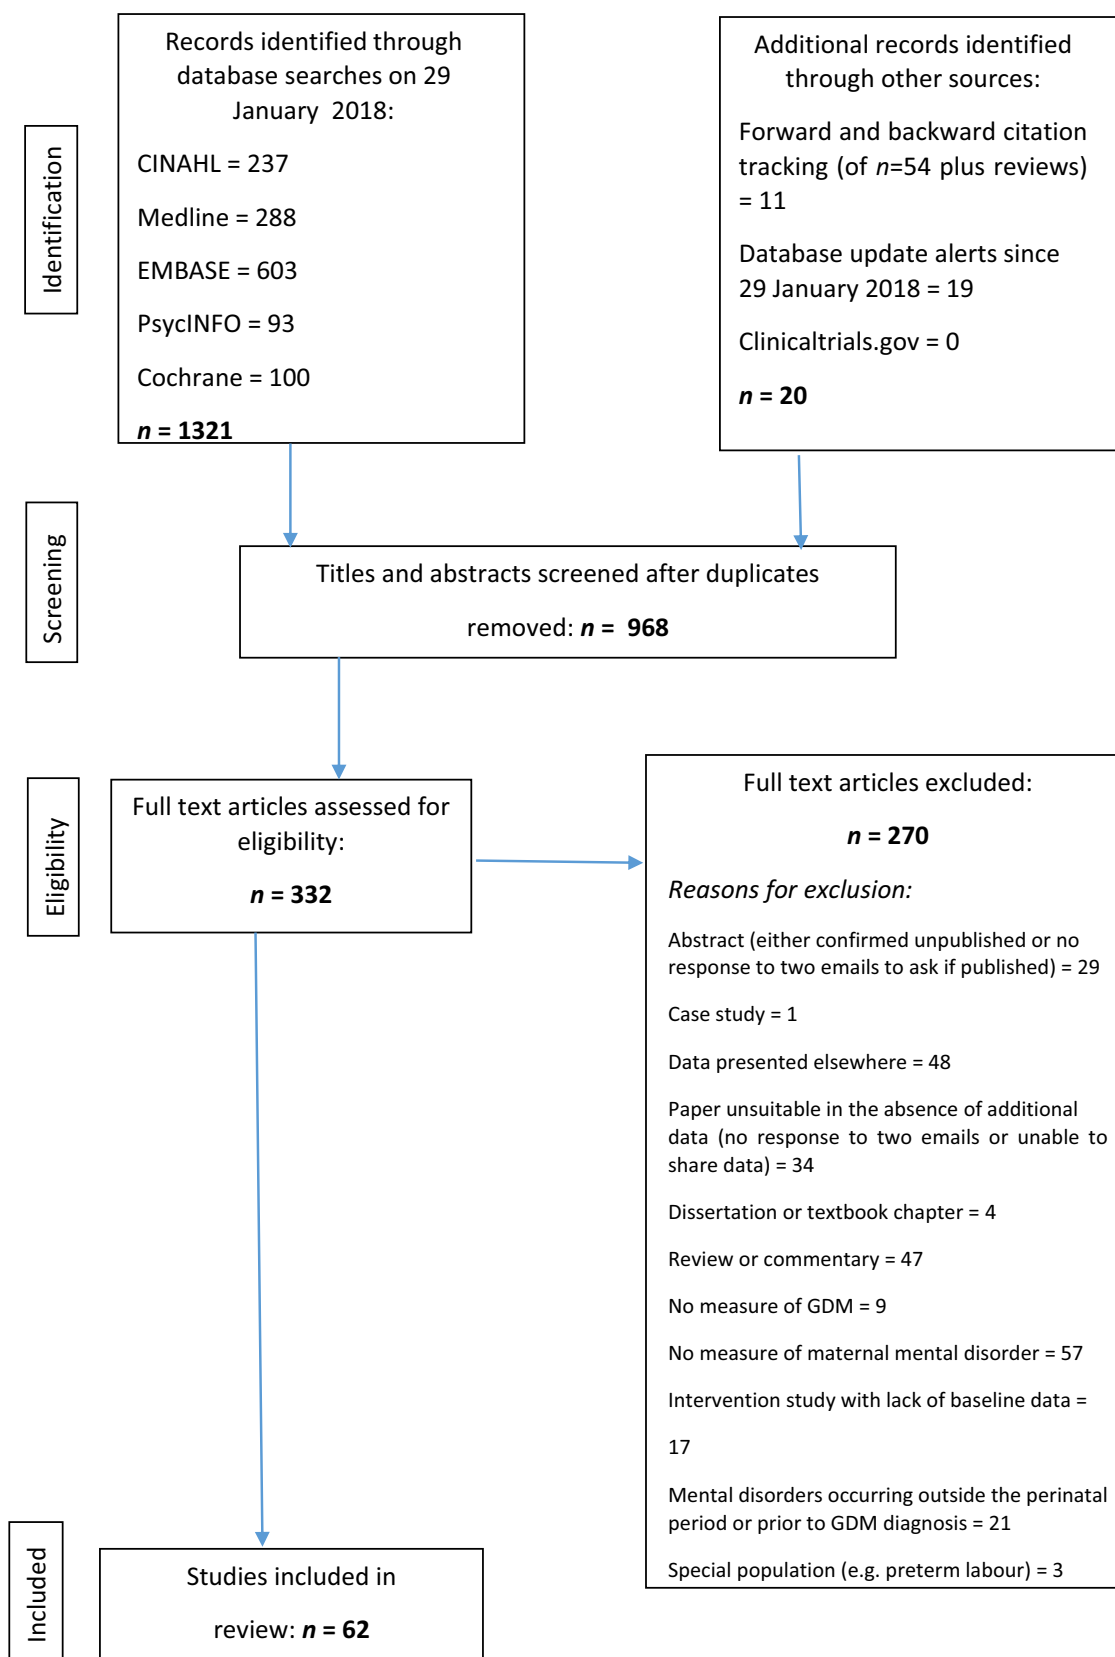 Identification
Records identified through
database searches on 29
January 2018:
CINAHL = 237
Medline = 288
EMBASE = 603
PsycINFO = 93
Cochrane = 100
n = 1321
Additional records identified
through other sources:
Forward and backward citation
tracking (of n=54 plus reviews)
= 11
Database update alerts since
29 January 2018 = 19
Clinicaltrials.gov = 0
n = 20
Screening
Titles and abstracts screened after duplicates
removed: n = 968
Eligibility
Full text articles assessed for
eligibility:
n = 332
Full text articles excluded:
n = 270
Reasons for exclusion:
Abstract (either confirmed unpublished or no
response to two emails to ask if published) = 29
Case study = 1
Data presented elsewhere = 48
Paper unsuitable in the absence of additional
data (no response to two emails or unable to
share data) = 34
Dissertation or textbook chapter = 4
Review or commentary = 47
No measure of GDM = 9
No measure of maternal mental disorder = 57
Intervention study with lack of baseline data =
17
Mental disorders occurring outside the perinatal
period or prior to GDM diagnosis = 21
Special population (e.g. preterm labour) = 3
Included
Studies included in
review: n = 62